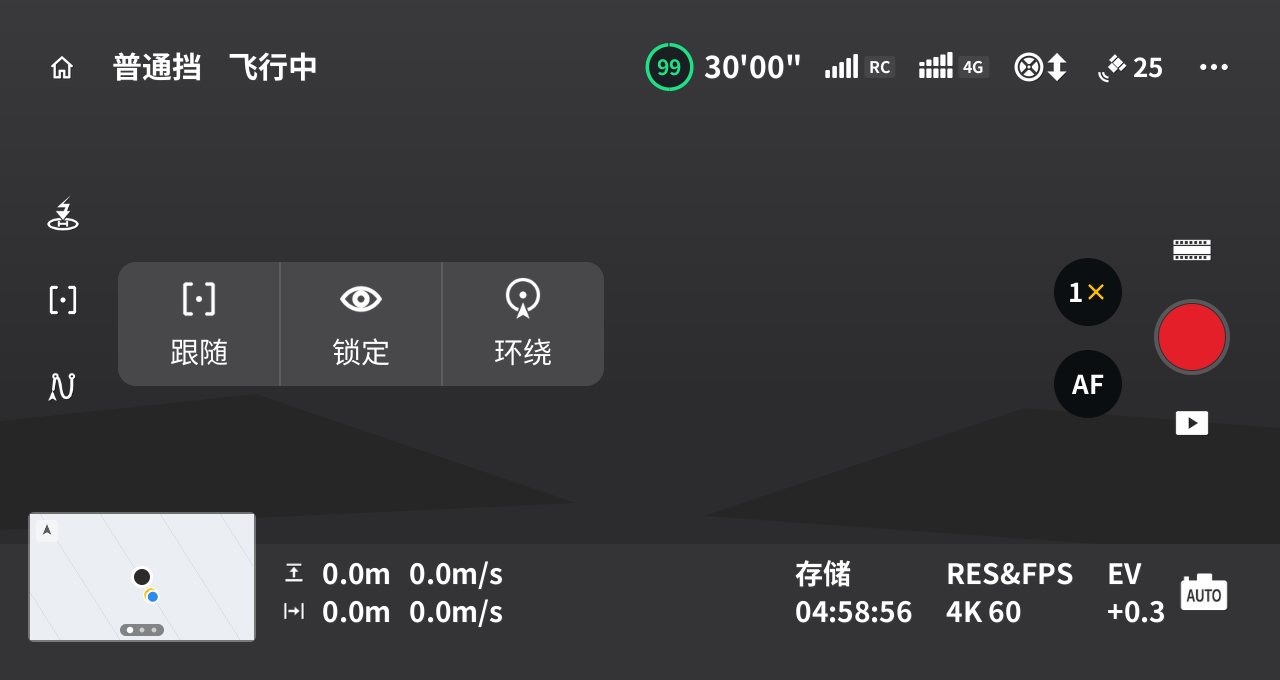 普通挡 飞行中
99 30'00" RC 4G 25
跟随 锁定 环绕
1×
AF
0.0m 0.0m/s
0.0m 0.0m/s
存储 RES&FPS EV
04:58:56 4K 60 +0.3
AUTO